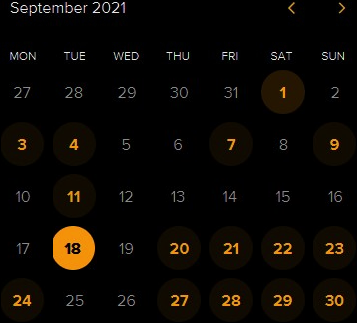 September 2021
MON TUE WED THU FRI SAT SUN
27 28 29 30 31 1 2
3 4 5 6 7 8 9
10 11 12 13 14 15 16
17 18 19 20 21 22 23
24 25 26 27 28 29 30